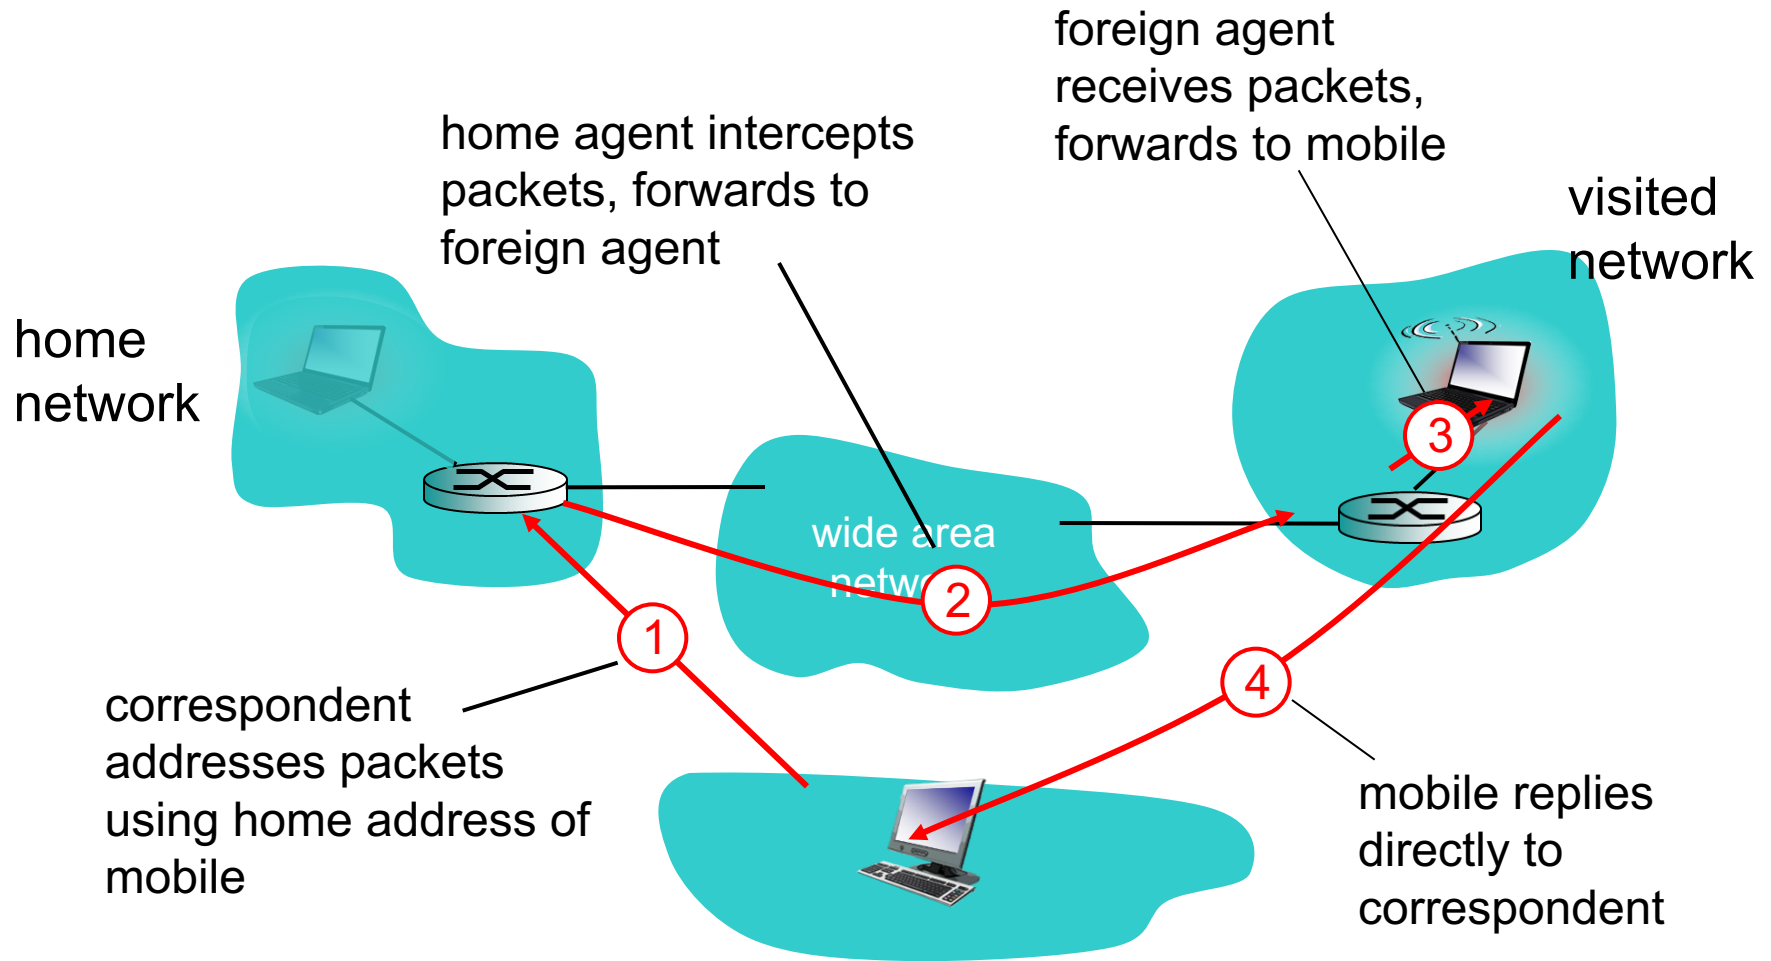 foreign agent
receives packets,
forwards to mobile
home agent intercepts
packets, forwards to
foreign agent
visited
network
home
network
3
wide area
network
2
1
4
correspondent
addresses packets
using home address of
mobile
mobile replies
directly to
correspondent